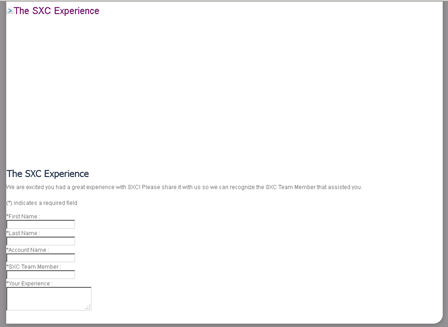 > The SXC Experience
The SXC Experience
We are excited you had a great experience with SXC! Please share it with us so we can recognize the SXC Team Member that assisted you.
(*) indicates a required field
*First Name :
*Last Name :
*Account Name :
*SXC Team Member :
*Your Experience :